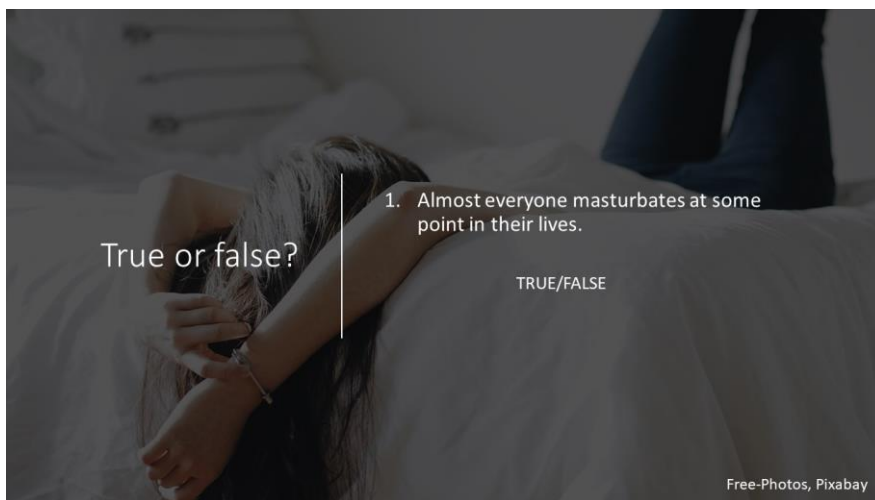 True or false?
1. Almost everyone masturbates at some
point in their lives.
TRUE/FALSE
Free-Photos, Pixabay